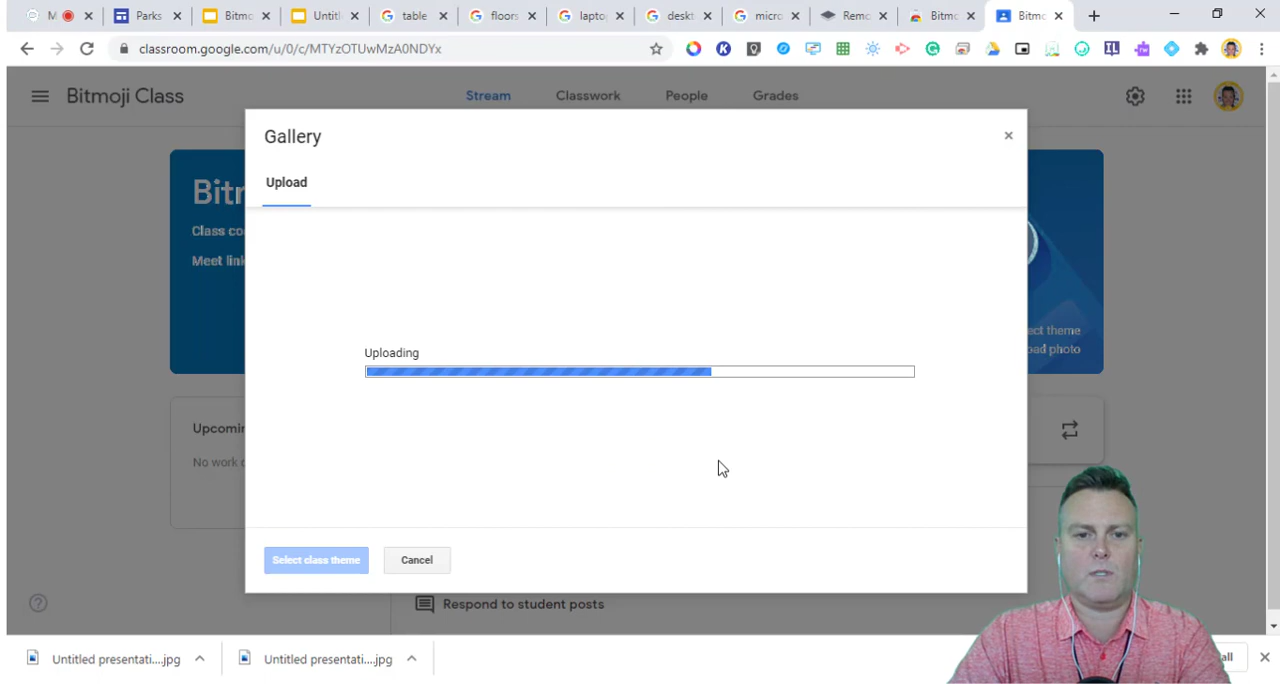 M
Parks
Bitmo
Untitl
table
floors
laptop
deskt
micro
Remo
Bitmo
Bitmo
classroom.google.com/u/0/c/MTYzOTUwMzA0NDYx
Bitmoji Class
Stream
Classwork
People
Grades
Gallery
Upload
Bitr
Class co
Meet link
ect theme
oad photo
Uploading
Upcomin
No work
Select class theme
Cancel
Respond to student posts
Untitled presentati....jpg
Untitled presentati....jpg
all